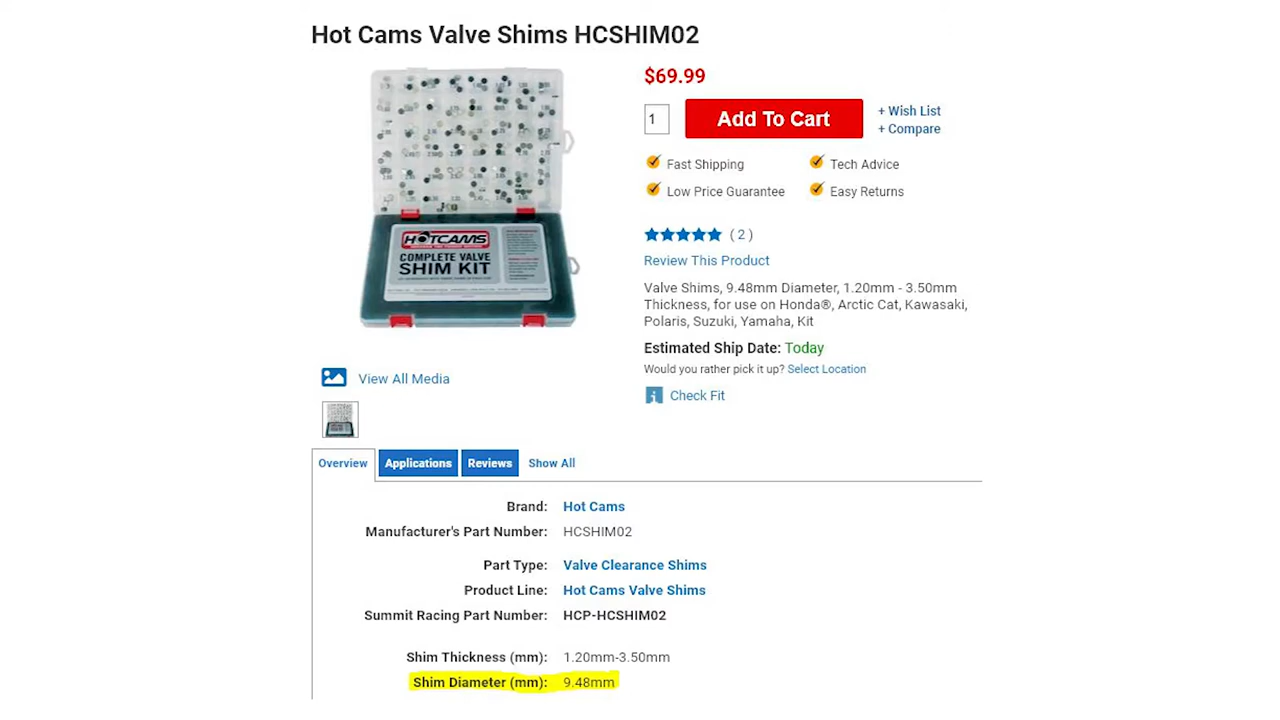 Hot Cams Valve Shims HCSHIM02
$69.99
1
Add To Cart
+ Wish List
+ Compare
Fast Shipping
Tech Advice
Low Price Guarantee
Easy Returns
HOTCAMS
COMPLETE VALVE
SHIM KIT
( 2 )
Review This Product
Valve Shims, 9.48mm Diameter, 1.20mm - 3.50mm
Thickness, for use on Honda®, Arctic Cat, Kawasaki,
Polaris, Suzuki, Yamaha, Kit
Estimated Ship Date: Today
Would you rather pick it up? Select Location
Check Fit
View All Media
Overview
Applications
Reviews
Show All
Brand: Hot Cams
Manufacturer's Part Number: HCSHIM02
Part Type: Valve Clearance Shims
Product Line: Hot Cams Valve Shims
Summit Racing Part Number: HCP-HCSHIM02
Shim Thickness (mm): 1.20mm-3.50mm
Shim Diameter (mm): 9.48mm